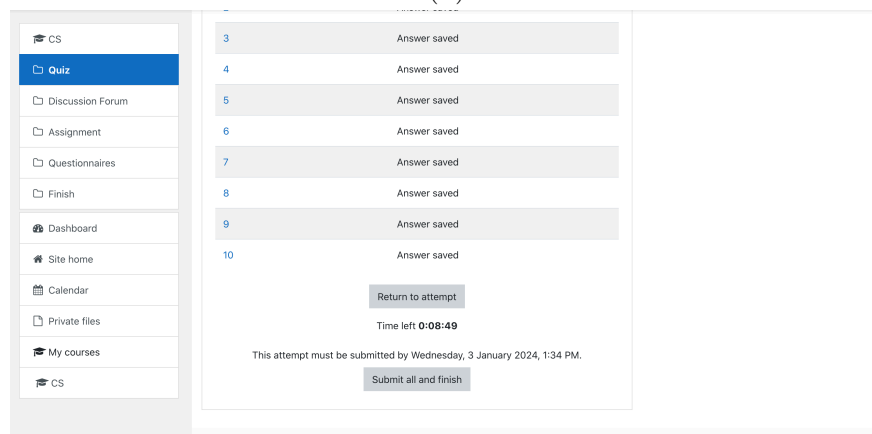 CS
Quiz
Discussion Forum
Assignment
Questionnaires
Finish
Dashboard
Site home
Calendar
Private files
My courses
CS
3 Answer saved
4 Answer saved
5 Answer saved
6 Answer saved
7 Answer saved
8 Answer saved
9 Answer saved
10 Answer saved
Return to attempt
Time left 0:08:49
This attempt must be submitted by Wednesday, 3 January 2024, 1:34 PM.
Submit all and finish